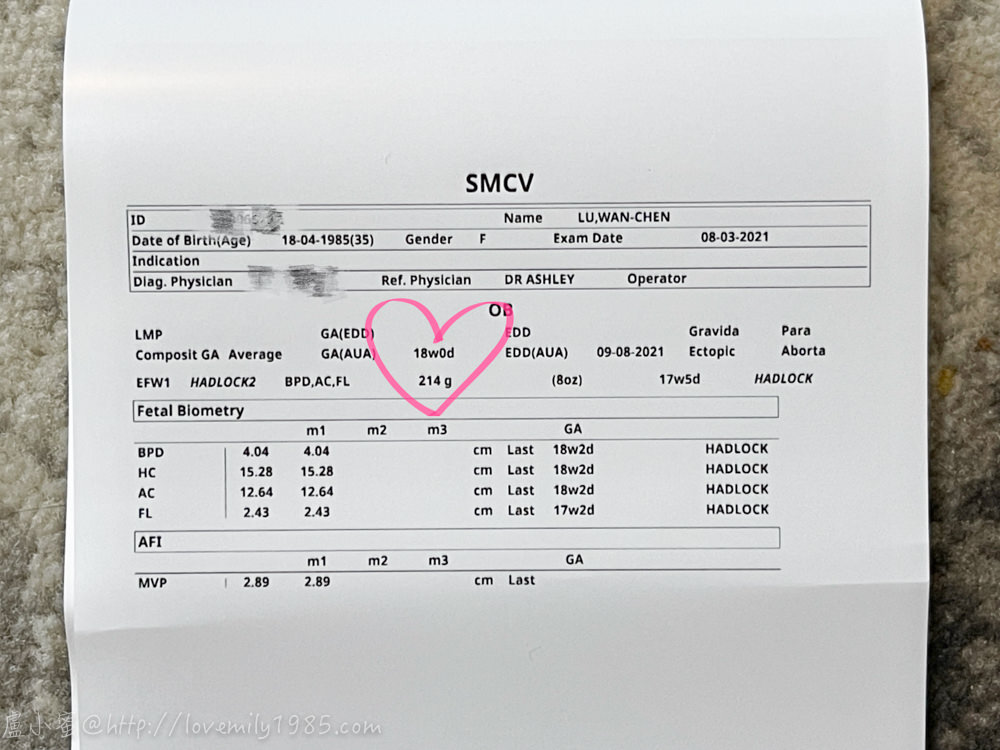 SMCV
ID Name LU,WAN-CHEN
Date of Birth(Age) 18-04-1985(35) Gender F Exam Date 08-03-2021
Indication
Diag. Physician Ref. Physician DR ASHLEY Operator
OB
LMP GA(EDD) EDD Gravida Para
Composit GA Average GA(AUA) 18w0d EDD(AUA) 09-08-2021 Ectopic Aborta
EFW1 HADLOCK2 BPD,AC,FL 214 g (8oz) 17w5d HADLOCK
Fetal Biometry
m1 m2 m3 GA
BPD 4.04 4.04 cm Last 18w2d HADLOCK
HC 15.28 15.28 cm Last 18w2d HADLOCK
AC 12.64 12.64 cm Last 18w2d HADLOCK
FL 2.43 2.43 cm Last 17w2d HADLOCK
AFI
m1 m2 m3 GA
MVP 2.89 2.89 cm Last
盧小蜜@http://lovemily1985.com